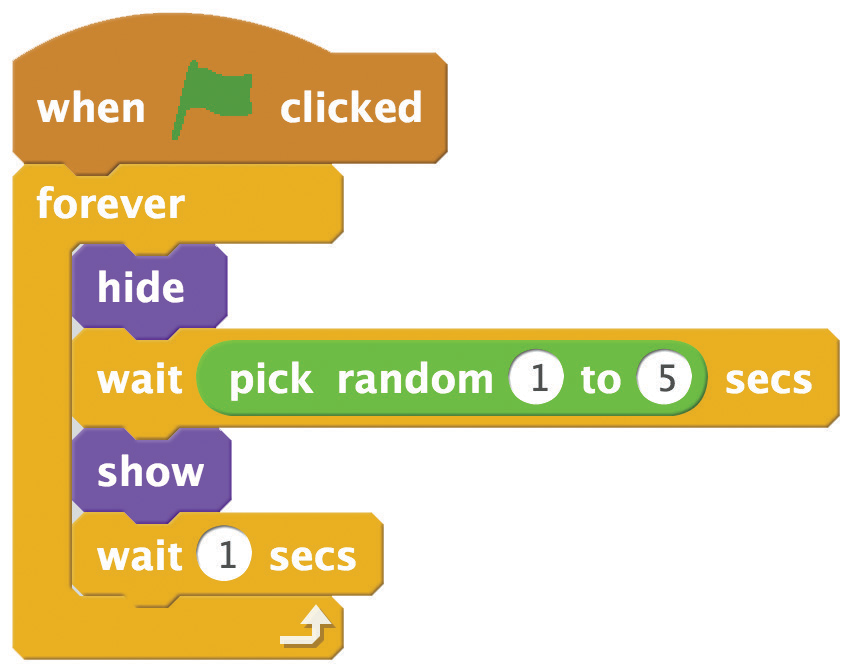 when clicked
forever
hide
wait pick random 1 to 5 secs
show
wait 1 secs